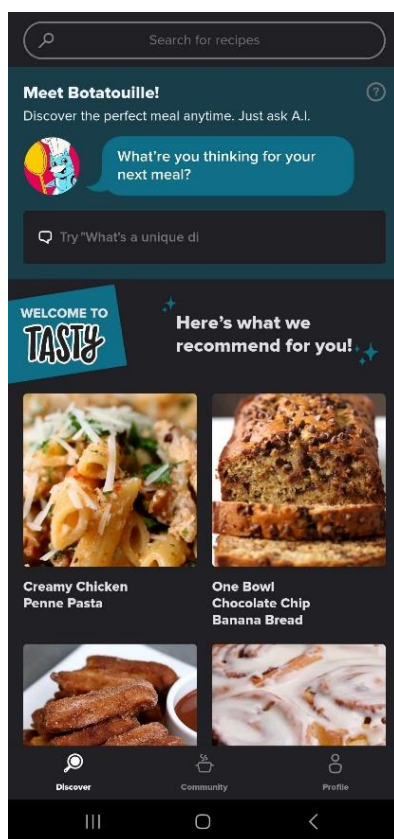 Search for recipes
Meet Botatouille!
?
Discover the perfect meal anytime. Just ask A.I.
What're you thinking for your
next meal?
Try "What's a unique di
WELCOME TO
TASTY
Here's what we
recommend for you!
Creamy Chicken
Penne Pasta
One Bowl
Chocolate Chip
Banana Bread
Discover
Community
Profile